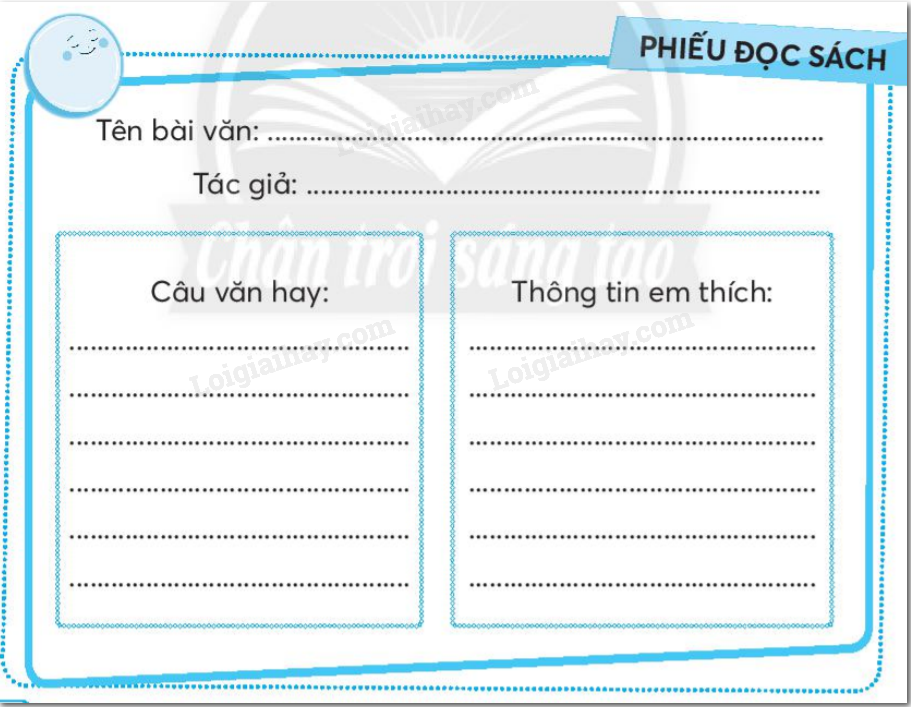 PHIẾU ĐỌC SÁCH
Tên bài văn: ................................................................................
Tác giả: ..........................................................................
Chân trời sáng tạo
Loigiaihay.com
Câu văn hay:
Thông tin em thích:
.................................................
.................................................
Loigiaihay.com
Loigiaihay.com
.................................................
.................................................
.................................................
.................................................
.................................................
.................................................
.................................................
.................................................
.................................................
.................................................